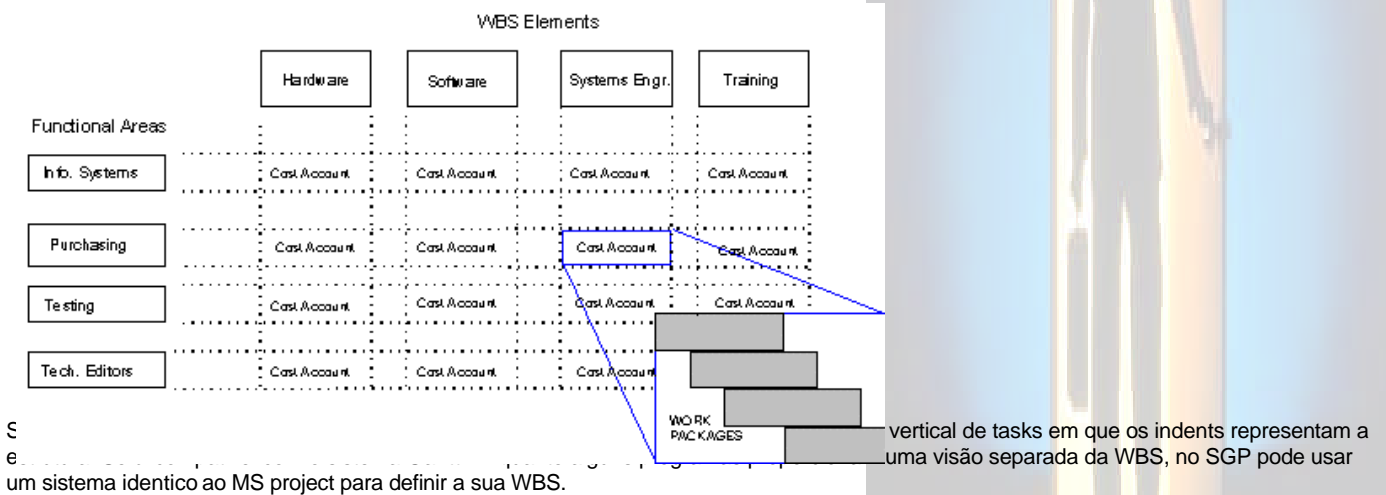 WBS Elements
Hardware Software Systems Engr. Training
Functional Areas
Info. Systems Cost Account Cost Account Cost Account Cost Account
Purchasing Cost Account Cost Account Cost Account Cost Account
Testing Cost Account Cost Account Cost Account Cost Account
Tech. Editors Cost Account Cost Account Cost Account
WORK
PACKAGES
vertical de tasks em que os indents representam a
uma visão separada da WBS, no SGP pode usar
um sistema identico ao MS project para definir a sua WBS.